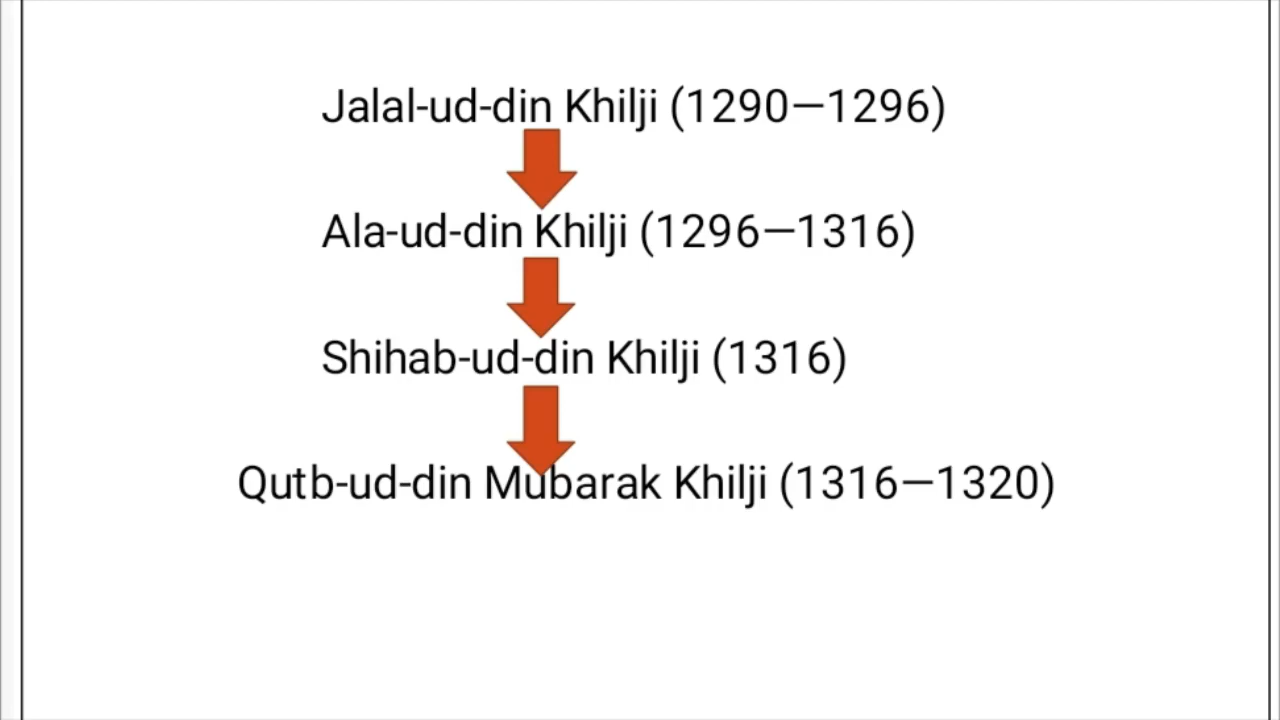 Jalal-ud-din Khilji (1290—1296)
Ala-ud-din Khilji (1296—1316)
Shihab-ud-din Khilji (1316)
Qutb-ud-din Mubarak Khilji (1316—1320)